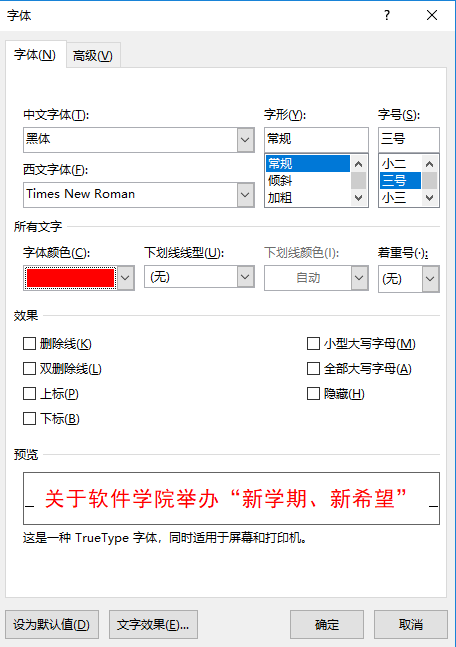 字体 ?
字体(N) 高级(V)
中文字体(T): 字形(Y): 字号(S):
黑体 常规 三号
常规 小二
西文字体(F): 倾斜 三号
Times New Roman 加粗 小三
所有文字
字体颜色(C): 下划线线型(U): 下划线颜色(I): 着重号(·):
(无) 自动 (无)
效果
删除线(K) 小型大写字母(M)
双删除线(L) 全部大写字母(A)
上标(P) 隐藏(H)
下标(B)
预览
关于软件学院举办“新学期、新希望”
这是一种 TrueType 字体，同时适用于屏幕和打印机。
设为默认值(D) 文字效果(E)... 确定 取消